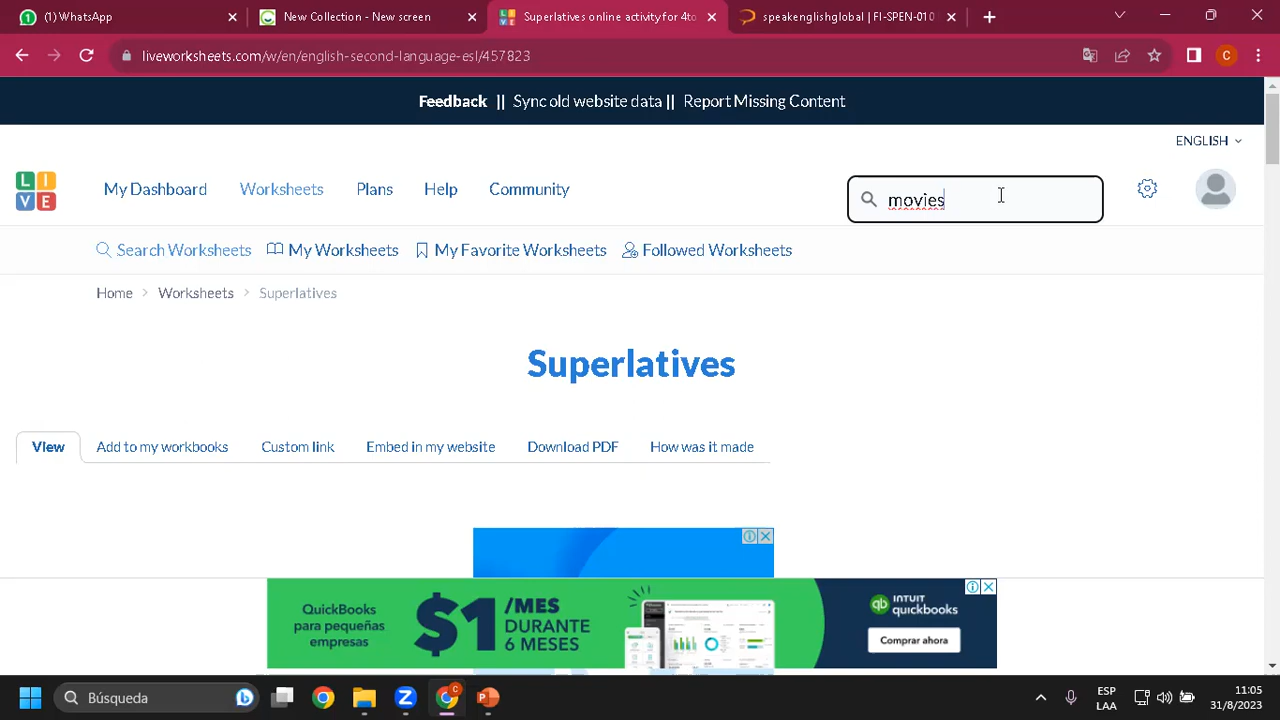 (1) WhatsApp
New Collection - New screen
Superlatives online activity for 4to
speakenglishglobal | FI-SPEN-010
liveworksheets.com/w/en/english-second-language-esl/457823
C
Feedback || Sync old website data || Report Missing Content
ENGLISH
LIVE
My Dashboard
Worksheets
Plans
Help
Community
movies
Search Worksheets
My Worksheets
My Favorite Worksheets
Followed Worksheets
Home > Worksheets > Superlatives
Superlatives
View
Add to my workbooks
Custom link
Embed in my website
Download PDF
How was it made
QuickBooks
para pequeñas
empresas
$1 /MES
DURANTE
6 MESES
qb INTUIT
quickbooks
Comprar ahora
Búsqueda
ESP
LAA
11:05
31/8/2023